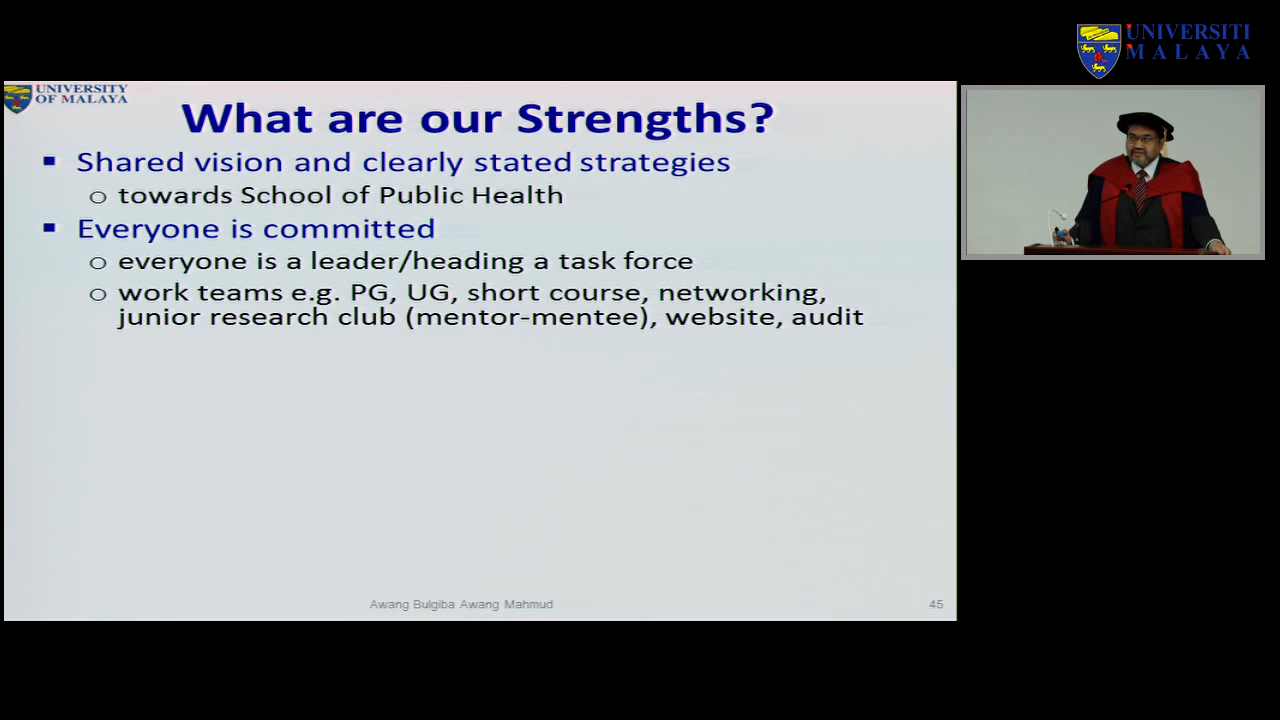 UNIVERSITI
MALAYA
UNIVERSITY
OF MALAYA
What are our Strengths?
▪ Shared vision and clearly stated strategies
o towards School of Public Health
▪ Everyone is committed
o everyone is a leader/heading a task force
o work teams e.g. PG, UG, short course, networking,
junior research club (mentor-mentee), website, audit
Awang Bulgiba Awang Mahmud
45